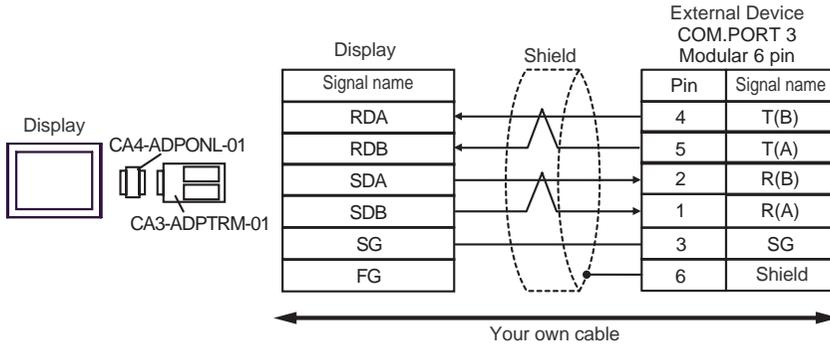 External Device
COM.PORT 3
Modular 6 pin
Display
Shield
Signal name
Pin
Signal name
RDA
4
T(B)
RDB
5
T(A)
SDA
2
R(B)
SDB
1
R(A)
SG
3
SG
FG
6
Shield
Display
CA4-ADPONL-01
CA3-ADPTRM-01
Your own cable